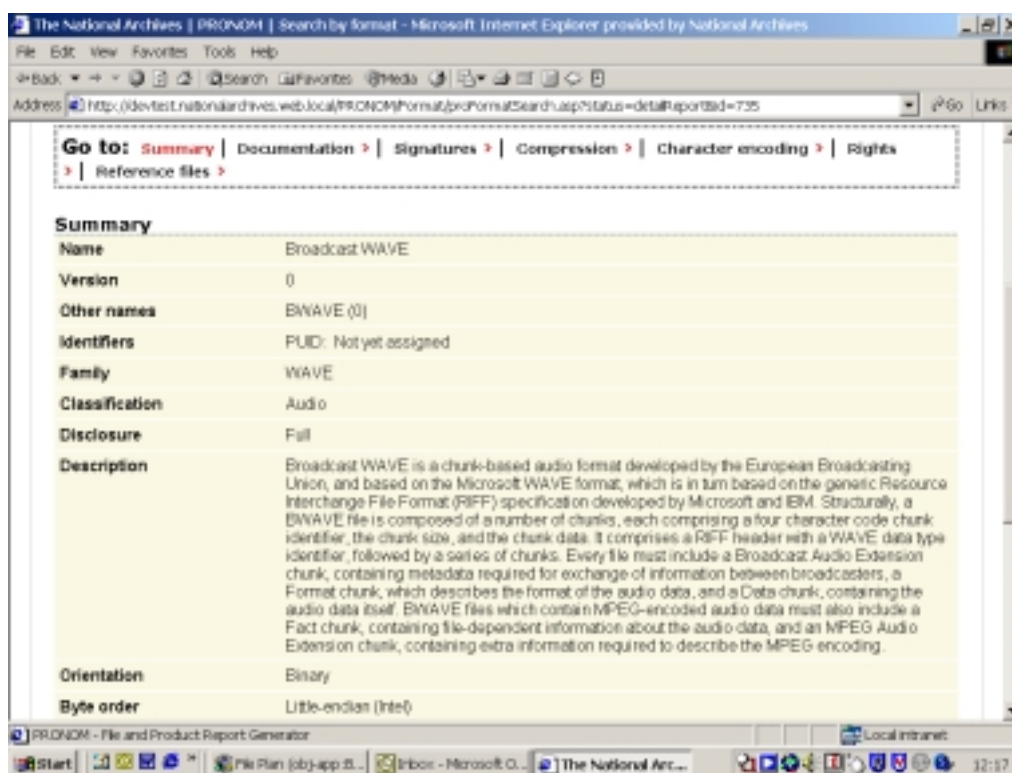 The National Archives | PRONOM | Search by format - Microsoft Internet Explorer provided by National Archives
File Edit View Favorites Tools Help
Back Search Favorites Media
Address http://devtest.nationalarchives.web.local/PRONOM/Format/proFormatSearch.asp?status=detailReport&id=735 Go Links
Go to: Summary | Documentation > | Signatures > | Compression > | Character encoding > | Rights
> | Reference files >
Summary
Name Broadcast WAVE
Version 0
Other names BWAVE (0)
Identifiers PUID: Not yet assigned
Family WAVE
Classification Audio
Disclosure Full
Description Broadcast WAVE is a chunk-based audio format developed by the European Broadcasting
Union, and based on the Microsoft WAVE format, which is in turn based on the generic Resource
Interchange File Format (RIFF) specification developed by Microsoft and IBM. Structurally, a
BWAVE file is composed of a number of chunks, each comprising a four character code chunk
identifier, the chunk size, and the chunk data. It comprises a RIFF header with a WAVE data type
identifier, followed by a series of chunks. Every file must include a Broadcast Audio Extension
chunk, containing metadata required for exchange of information between broadcasters, a
Format chunk, which describes the format of the audio data, and a Data chunk, containing the
audio data itself. BWAVE files which contain MPEG-encoded audio data must also include a
Fact chunk, containing file-dependent information about the audio data, and an MPEG Audio
Extension chunk, containing extra information required to describe the MPEG encoding.
Orientation Binary
Byte order Little-endian (Intel)
PRONOM - File and Product Report Generator Local intranet
Start File Plan (obj-app... Inbox - Microsoft O... The National Arc... 12:17